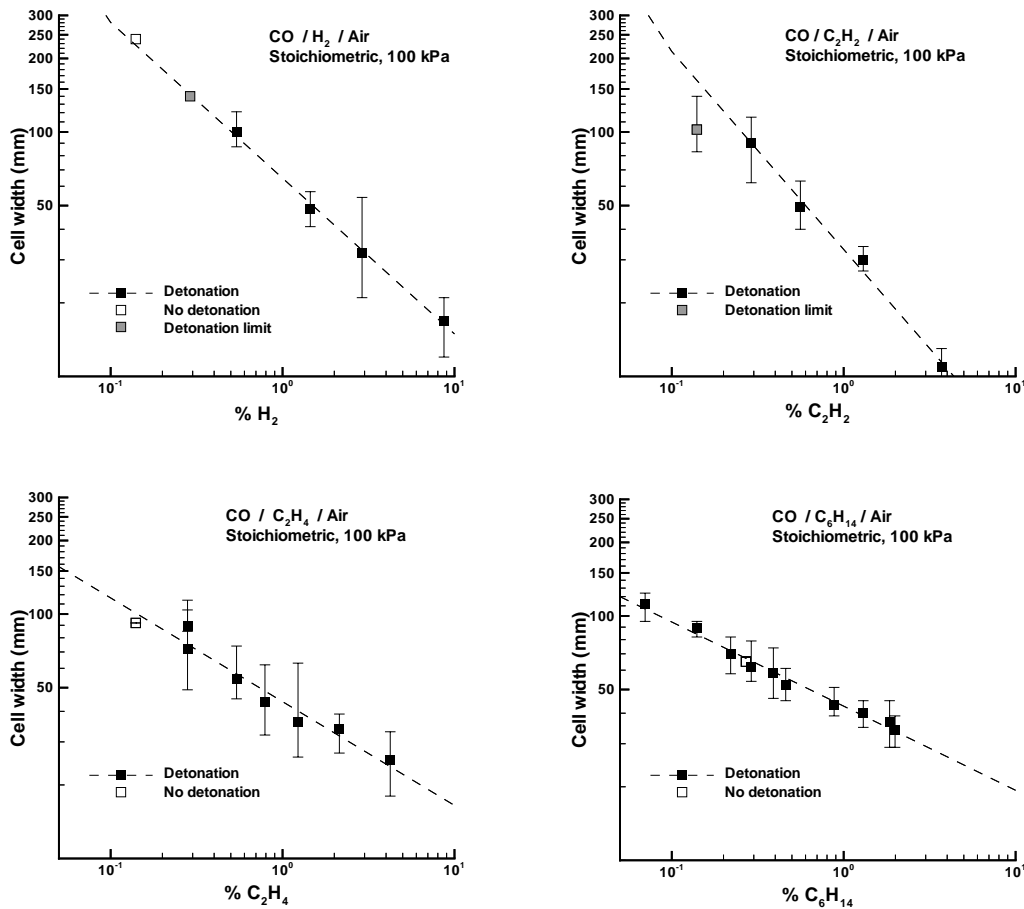 300
250
200
150
100
50
Cell width (mm)
CO / H₂ / Air
Stoichiometric, 100 kPa
Detonation
No detonation
Detonation limit
10⁻¹ 10⁰ 10¹
% H₂
300
250
200
150
100
50
Cell width (mm)
CO / C₂H₂ / Air
Stoichiometric, 100 kPa
Detonation
Detonation limit
10⁻¹ 10⁰ 10¹
% C₂H₂
300
250
200
150
100
50
Cell width (mm)
CO / C₂H₄ / Air
Stoichiometric, 100 kPa
Detonation
No detonation
10⁻¹ 10⁰ 10¹
% C₂H₄
300
250
200
150
100
50
Cell width (mm)
CO / C₆H₁₄ / Air
Stoichiometric, 100 kPa
Detonation
No detonation
10⁻¹ 10⁰ 10¹
% C₆H₁₄